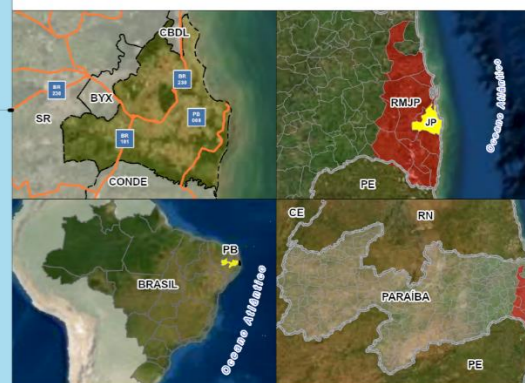 CBDL
BR
230
BR
230
BYX
PB
008
SR
BR
101
CONDE
RMJP
JP
PE
Oceano Atlântico
PB
BRASIL
Oceano Atlântico
CE
RN
PARAÍBA
PE